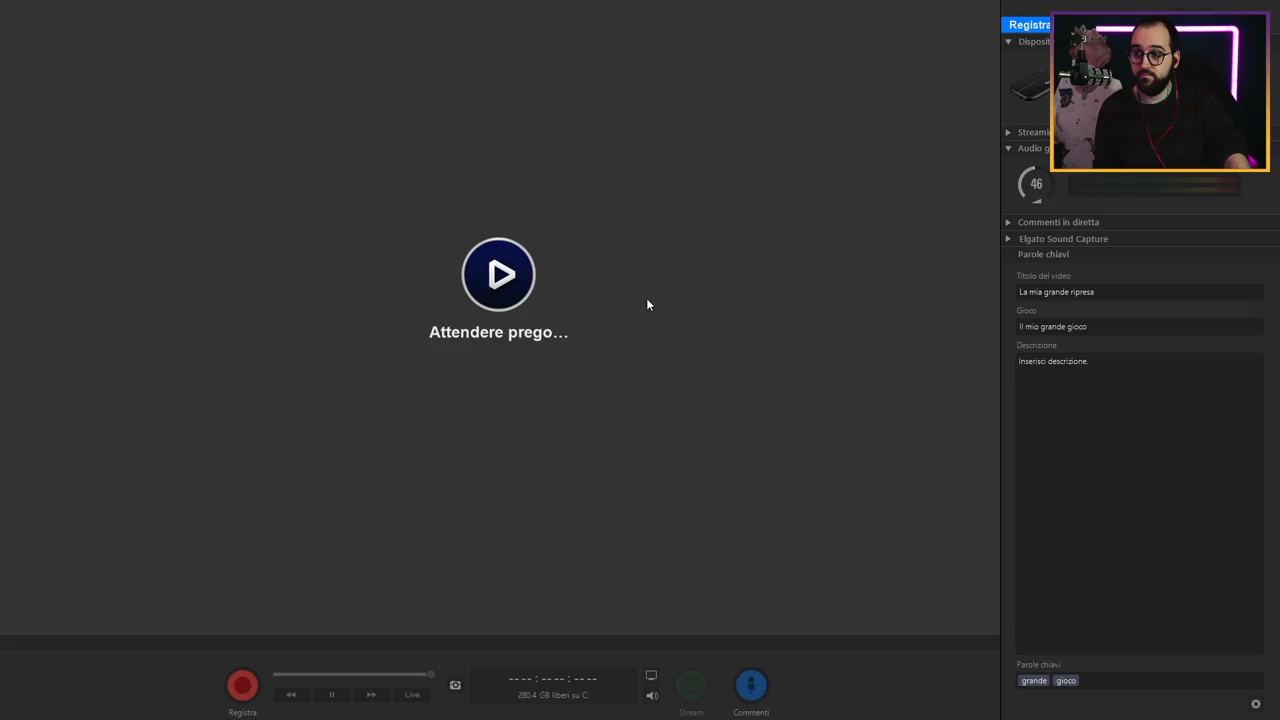 Registra
Disposit
Streami
Audio g
46
Commenti in diretta
Elgato Sound Capture
Parole chiavi
Titolo del video
La mia grande ripresa
Gioco
Il mio grande gioco
Descrizione
Inserisci descrizione.
Attendere prego...
Parole chiavi
grande gioco
-- -- : -- -- : -- --
Live
280.4 GB liberi su C:
Registra
Stream
Commenti